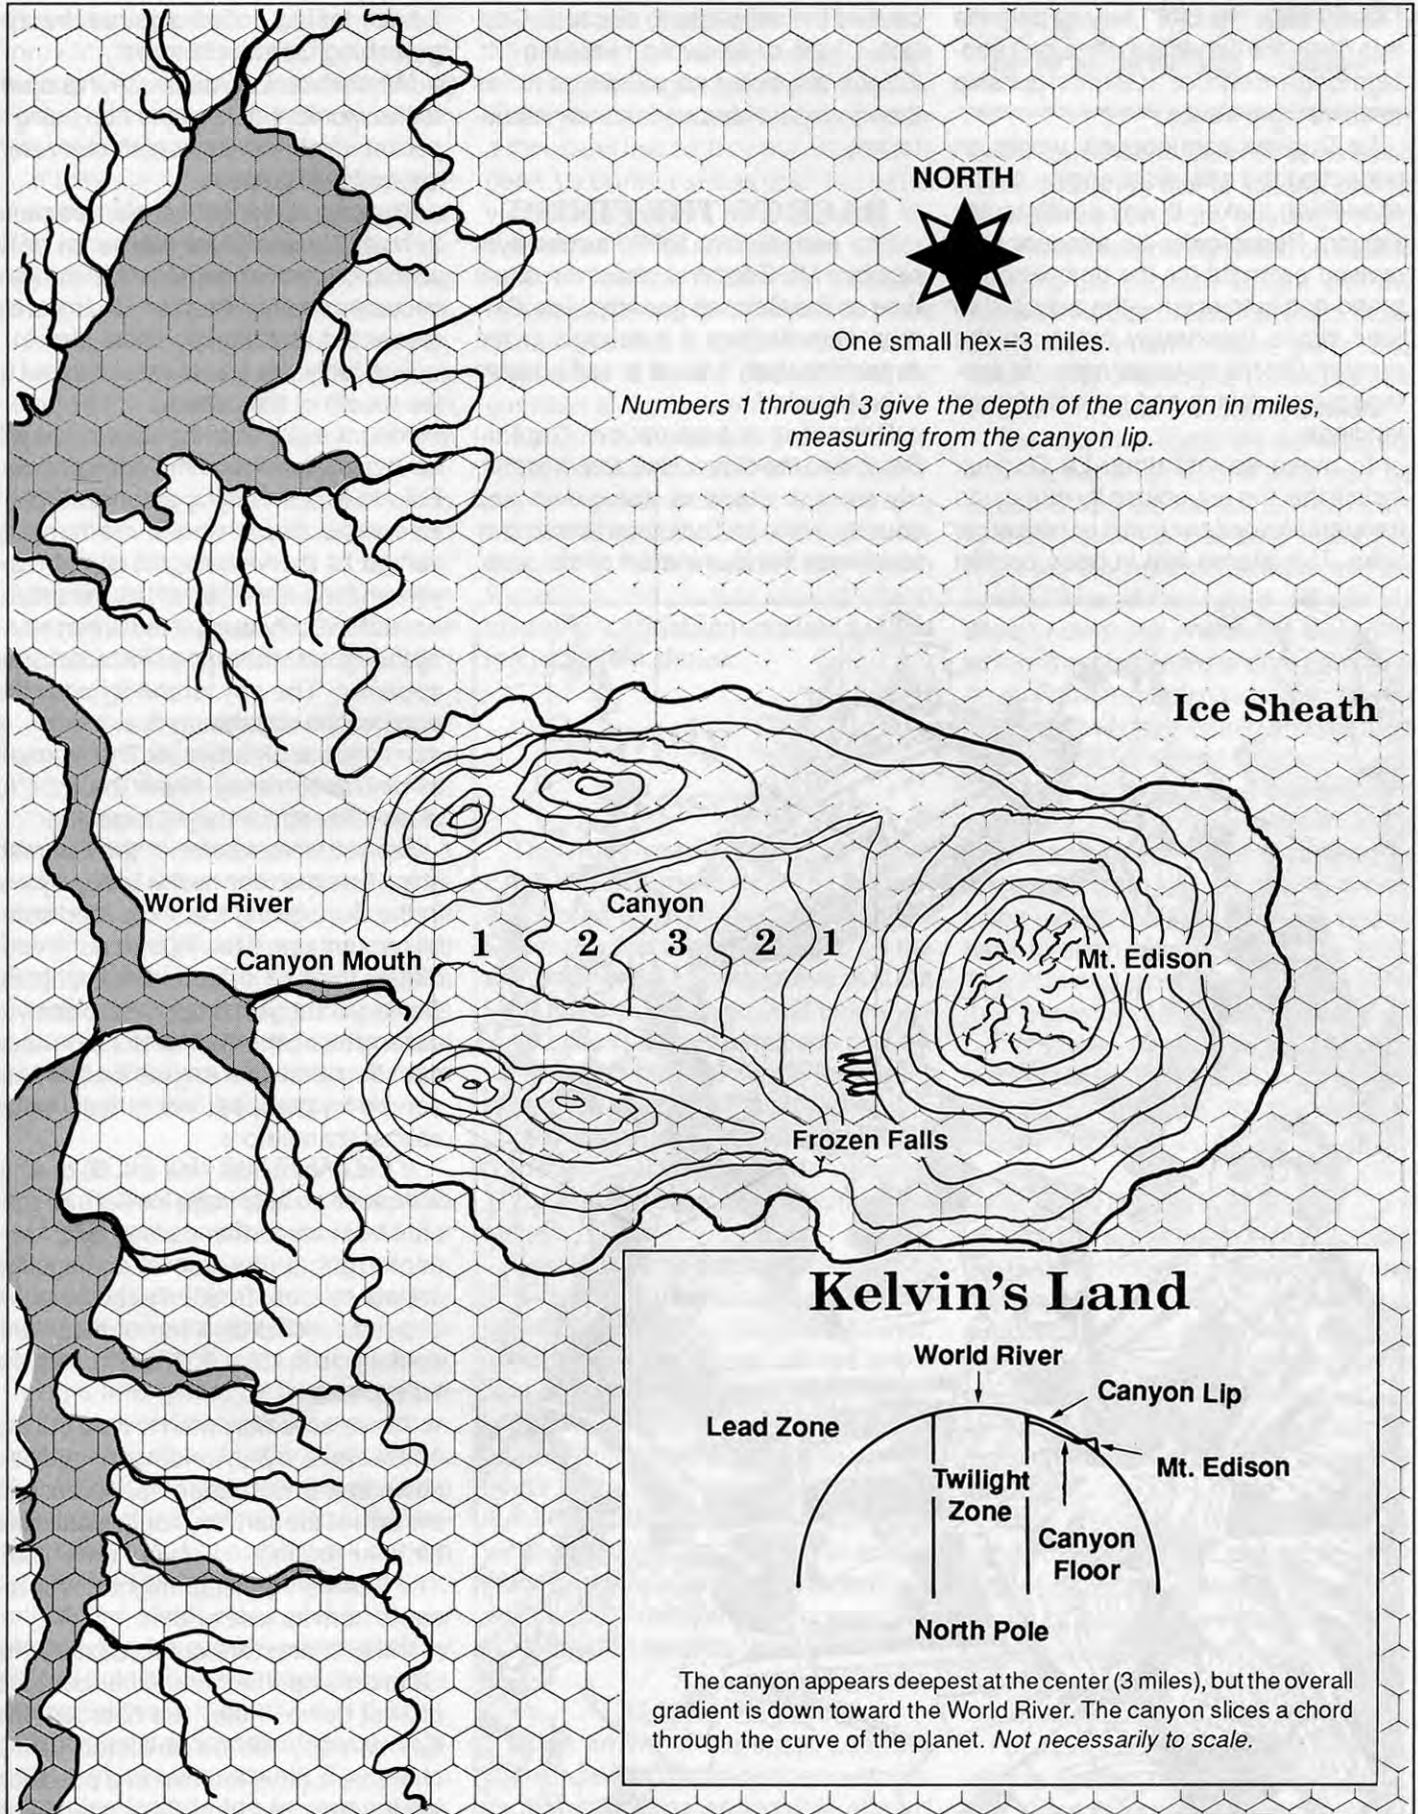 NORTH
One small hex=3 miles.
Numbers 1 through 3 give the depth of the canyon in miles,
measuring from the canyon lip.
Ice Sheath
World River
Canyon
1 2 3 2 1
Canyon Mouth
Mt. Edison
Frozen Falls
Kelvin's Land
World River
Canyon Lip
Lead Zone
Mt. Edison
Twilight
Zone
Canyon
Floor
North Pole
The canyon appears deepest at the center (3 miles), but the overall
gradient is down toward the World River. The canyon slices a chord
through the curve of the planet. Not necessarily to scale.